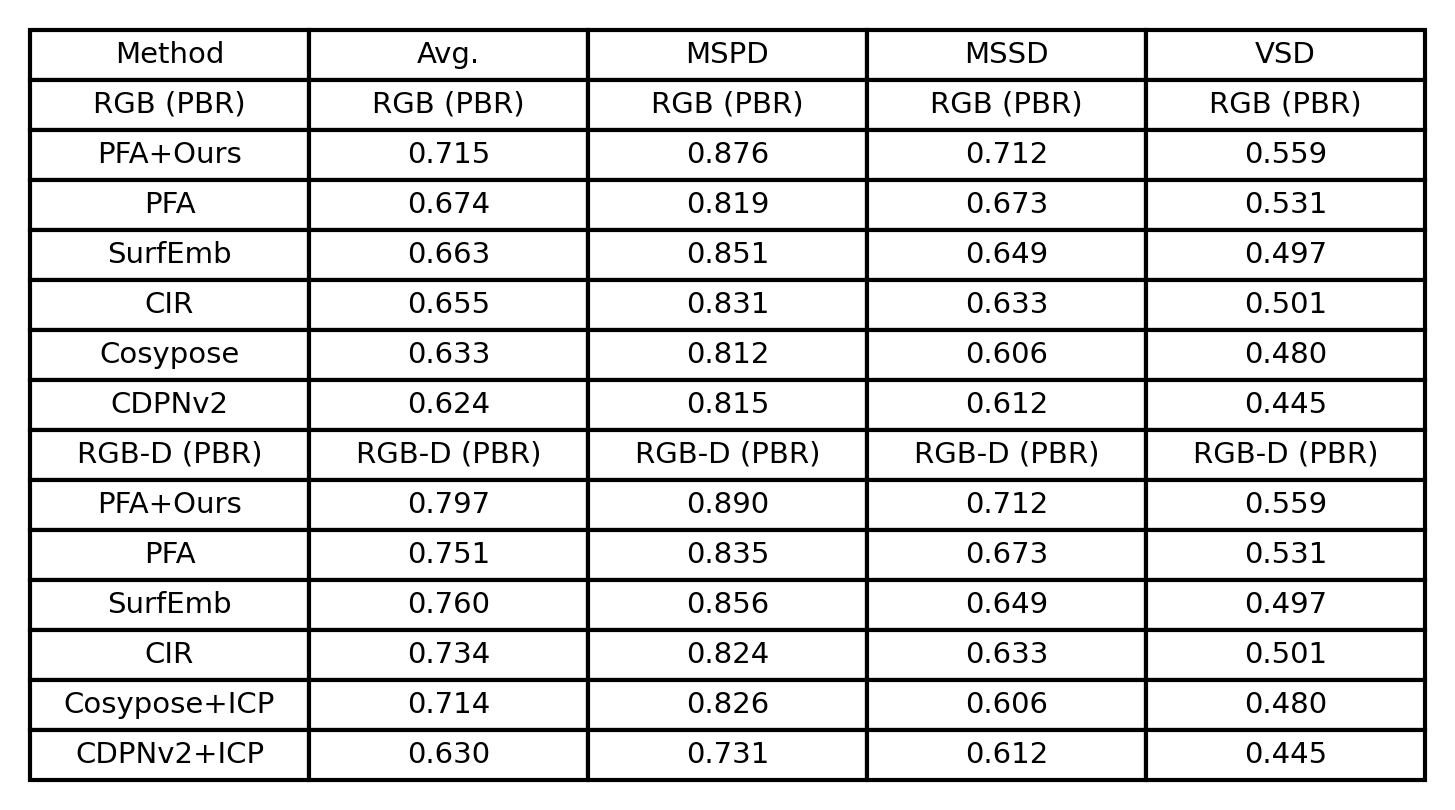 Method Avg. MSPD MSSD VSD
RGB (PBR) RGB (PBR) RGB (PBR) RGB (PBR) RGB (PBR)
PFA+Ours 0.715 0.876 0.712 0.559
PFA 0.674 0.819 0.673 0.531
SurfEmb 0.663 0.851 0.649 0.497
CIR 0.655 0.831 0.633 0.501
Cosypose 0.633 0.812 0.606 0.480
CDPNv2 0.624 0.815 0.612 0.445
RGB-D (PBR) RGB-D (PBR) RGB-D (PBR) RGB-D (PBR) RGB-D (PBR)
PFA+Ours 0.797 0.890 0.712 0.559
PFA 0.751 0.835 0.673 0.531
SurfEmb 0.760 0.856 0.649 0.497
CIR 0.734 0.824 0.633 0.501
Cosypose+ICP 0.714 0.826 0.606 0.480
CDPNv2+ICP 0.630 0.731 0.612 0.445